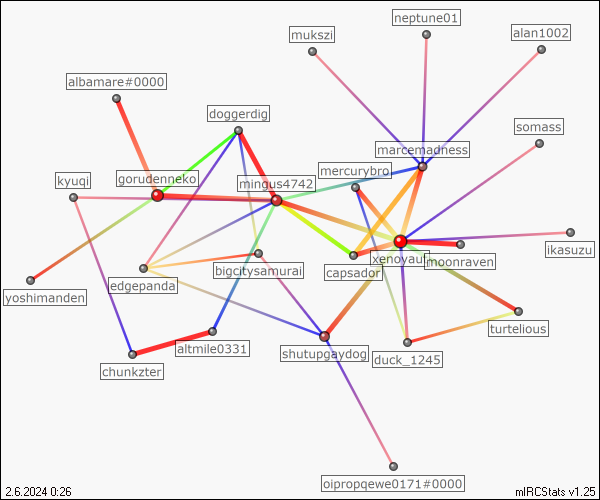 neptune01
mukszi
alan1002
albamare#0000
doggerdig
somass
marcemadness
mercurybro
kyuqi
gorudenneko
mingus4742
ikasuzu
xenoyaui
moonraven
capsador
bigcitysamurai
edgepanda
yoshimanden
turtelious
altmile0331
shutupgaydog
duck_1245
chunkzter
oipropqewe0171#0000
2.6.2024 0:26
mIRCStats v1.25